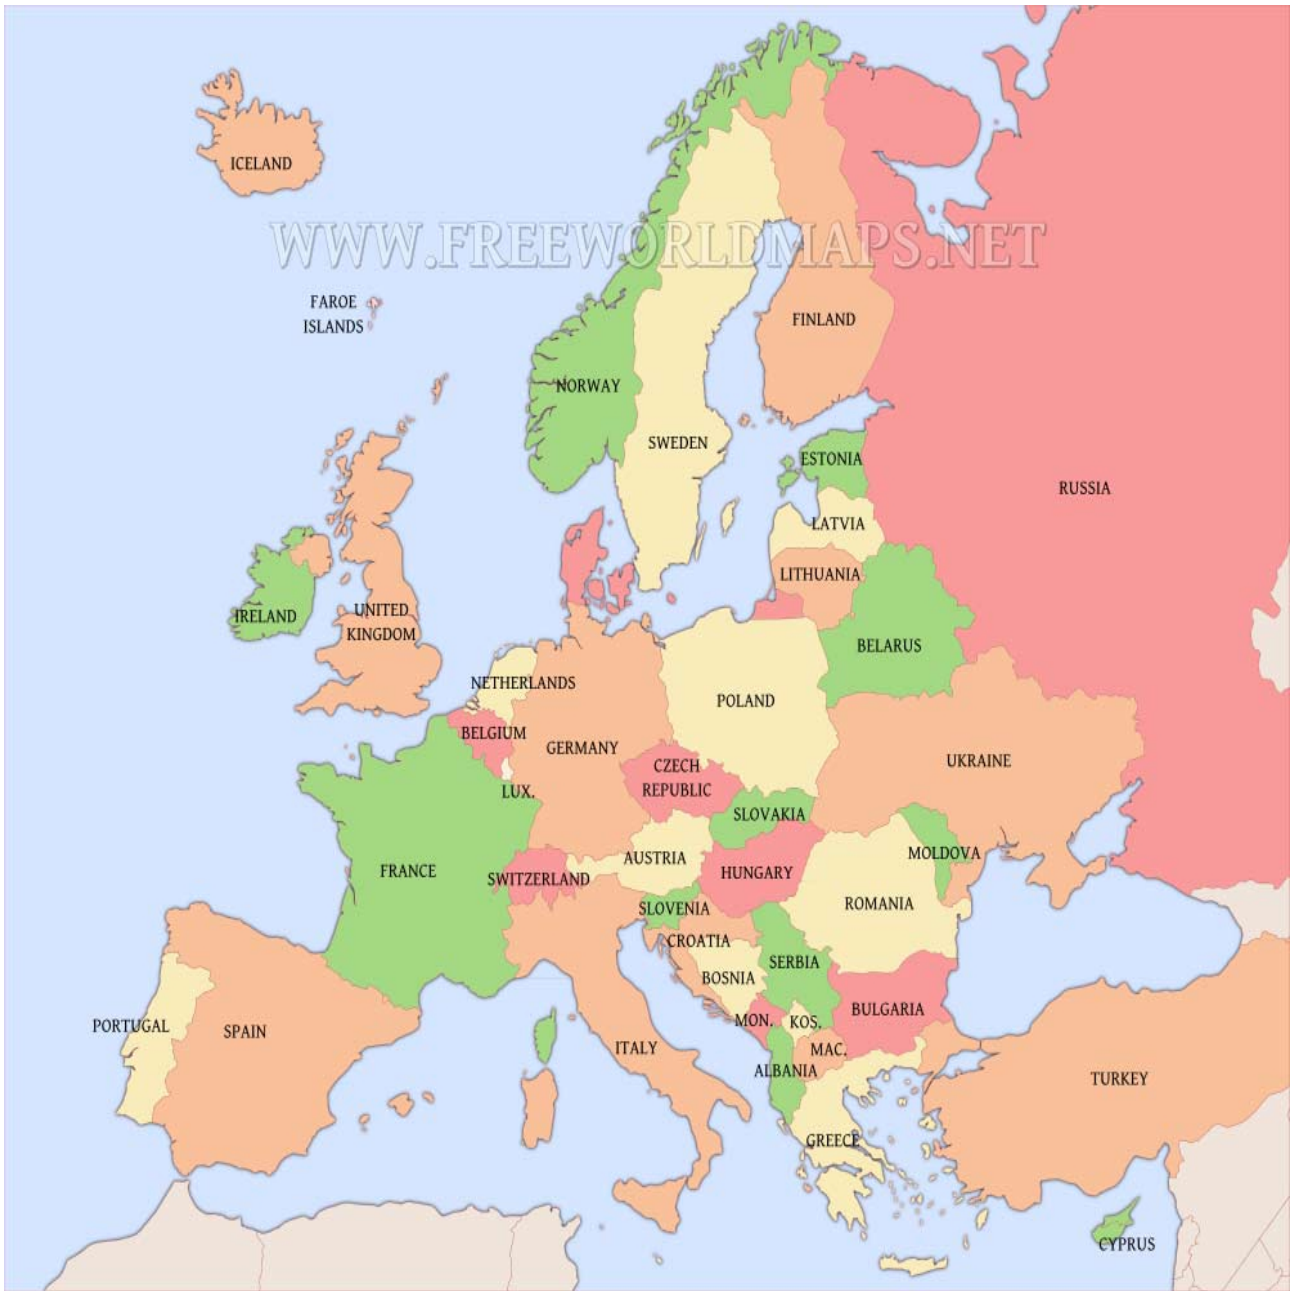 ICELAND
WWW.FREEWORLDMAPS.NET
FAROE
ISLANDS
FINLAND
NORWAY
SWEDEN
ESTONIA
RUSSIA
LATVIA
LITHUANIA
IRELAND
UNITED
KINGDOM
BELARUS
NETHERLANDS
POLAND
BELGIUM
GERMANY
UKRAINE
CZECH
REPUBLIC
LUX.
SLOVAKIA
MOLDOVA
AUSTRIA
FRANCE
HUNGARY
SWITZERLAND
ROMANIA
SLOVENIA
CROATIA
SERBIA
BOSNIA
BULGARIA
MON.
KOS.
PORTUGAL
SPAIN
ITALY
MAC.
ALBANIA
TURKEY
GREECE
CYPRUS